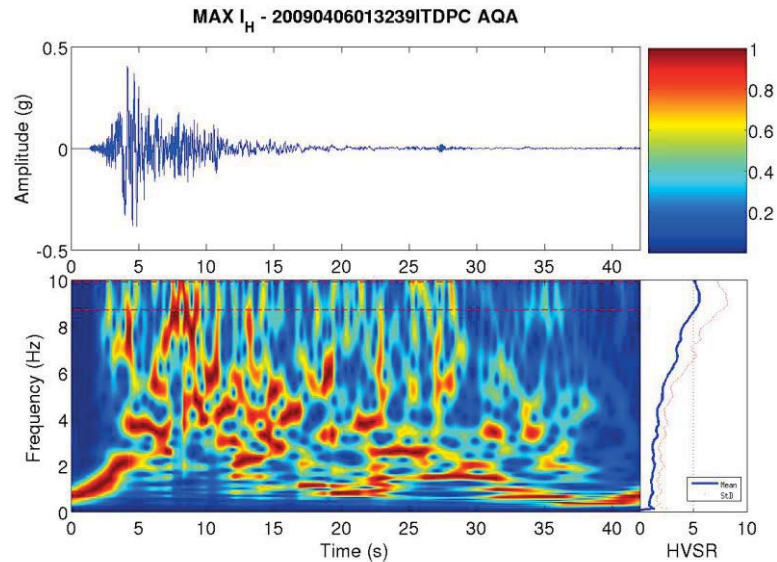 MAX I_H - 20090406013239ITDPC AQA
0.5
0
-0.5
Amplitude (g)
0 5 10 15 20 25 30 35 40
1
0.8
0.6
0.4
0.2
10
8
6
4
2
0
Frequency (Hz)
0 5 10 15 20 25 30 35 40
Time (s)
Mean
StD
0 5 10
HVSR